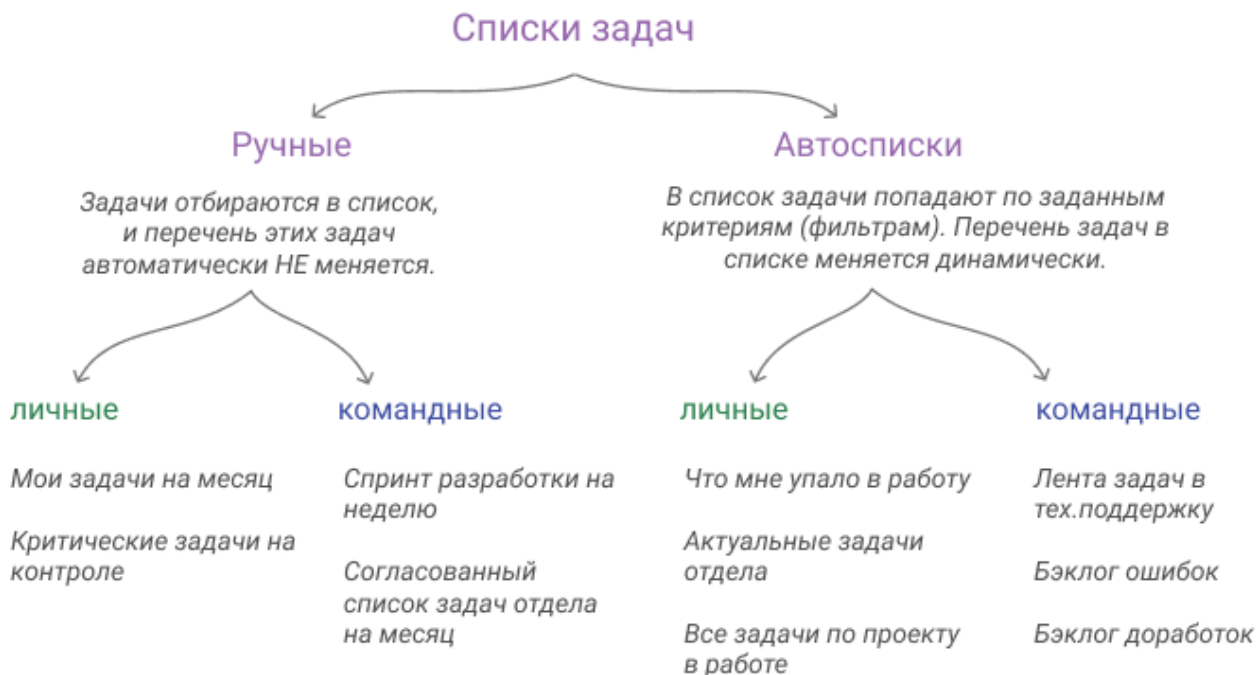 Списки задач
Ручные
Автосписки
Задачи отбираются в список,
и перечень этих задач
автоматически НЕ меняется.
В список задачи попадают по заданным
критериям (фильтрам). Перечень задач в
списке меняется динамически.
личные
командные
личные
командные
Мои задачи на месяц
Критические задачи на
контроле
Спринт разработки на
неделю
Согласованный
список задач отдела
на месяц
Что мне упало в работу
Актуальные задачи
отдела
Все задачи по проекту
в работе
Лента задач в
тех.поддержку
Бэклог ошибок
Бэклог доработок